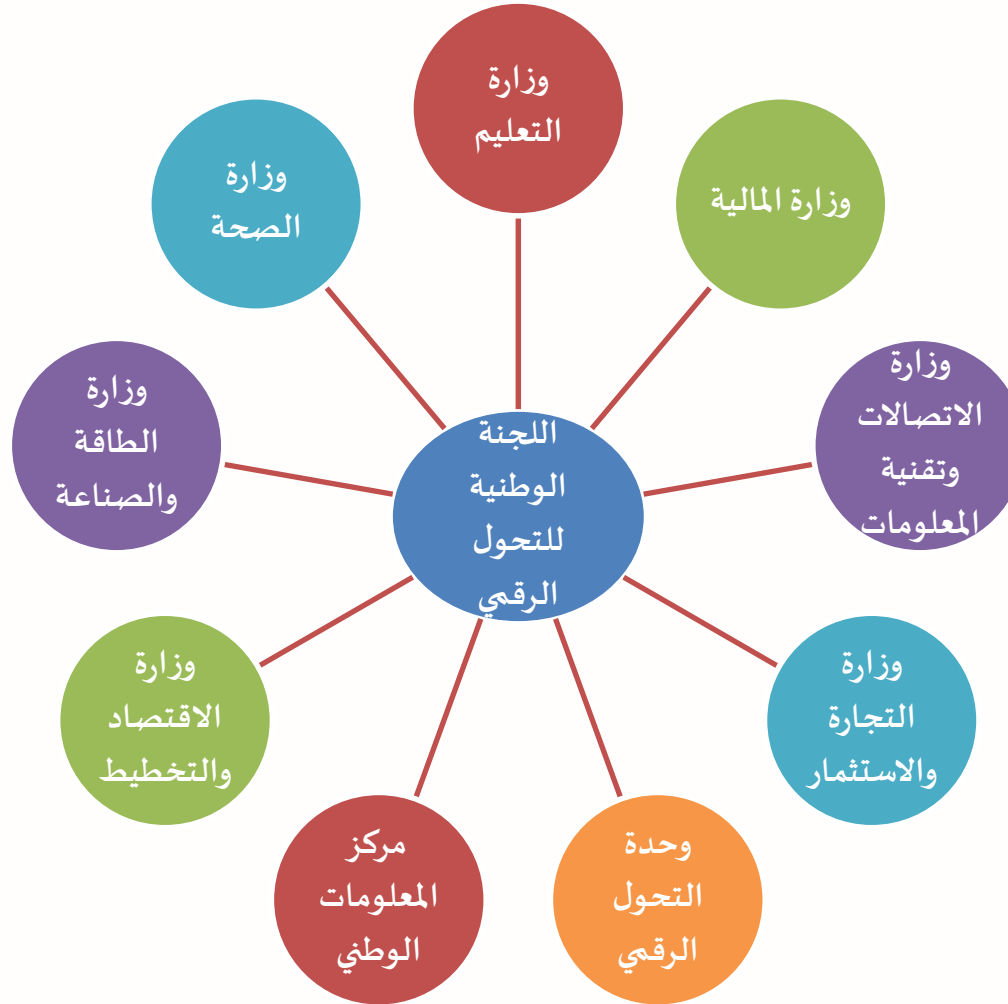 وزارة
التعليم
وزارة المالية
وزارة
الاتصالات
وتقنية
المعلومات
وزارة
التجارة
والاستثمار
وحدة
التحول
الرقمي
مركز
المعلومات
الوطني
وزارة
الاقتصاد
والتخطيط
وزارة
الطاقة
والصناعة
وزارة
الصحة
اللجنة
الوطنية
للتحول
الرقمي